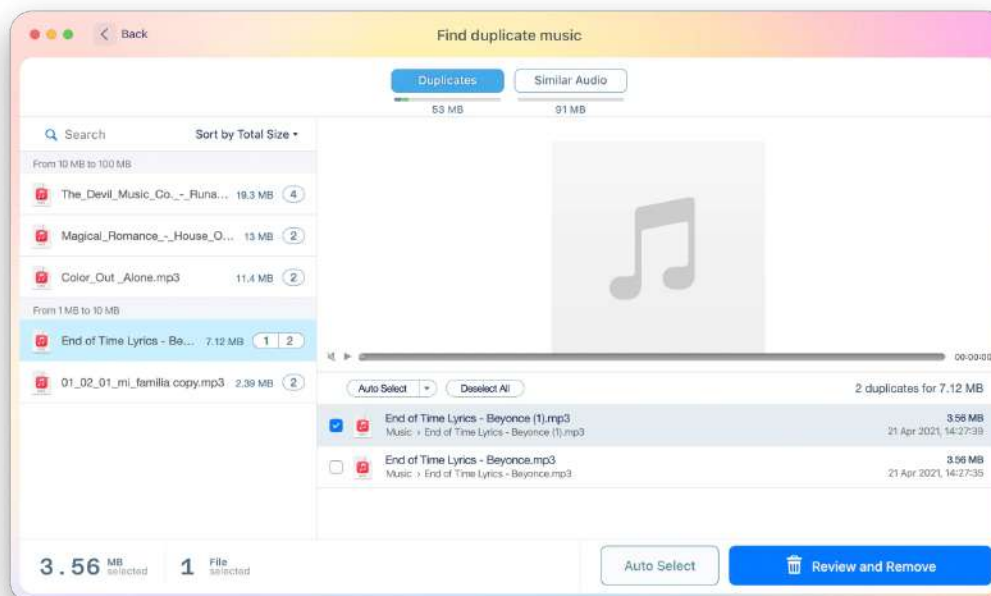 Back
Find duplicate music
Duplicates
Similar Audio
53 MB
91 MB
Search
Sort by Total Size
From 10 MB to 100 MB
The_Devil_Music_Co._-_Runa... 19.3 MB 4
Magical_Romance_-_House_O... 13 MB 2
Color_Out _Alone.mp3 11.4 MB 2
From 1 MB to 10 MB
End of Time Lyrics - Be... 7.12 MB 1 2
01_02_01_mi_familia copy.mp3 2.39 MB 2
00:00:00
Auto Select
Deselect All
2 duplicates for 7.12 MB
End of Time Lyrics - Beyonce (1).mp3 3.56 MB
Music › End of Time Lyrics - Beyonce (1).mp3 21 Apr 2021, 14:27:39
End of Time Lyrics - Beyonce.mp3 3.56 MB
Music › End of Time Lyrics - Beyonce.mp3 21 Apr 2021, 14:27:35
3.56 MB selected
1 File selected
Auto Select
Review and Remove